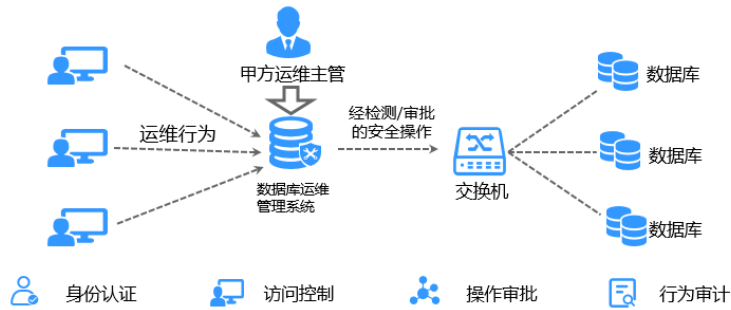 甲方运维主管
运维行为
经检测/审批
的安全操作
数据库
数据库
数据库
数据库运维
管理系统
交换机
身份认证
访问控制
操作审批
行为审计